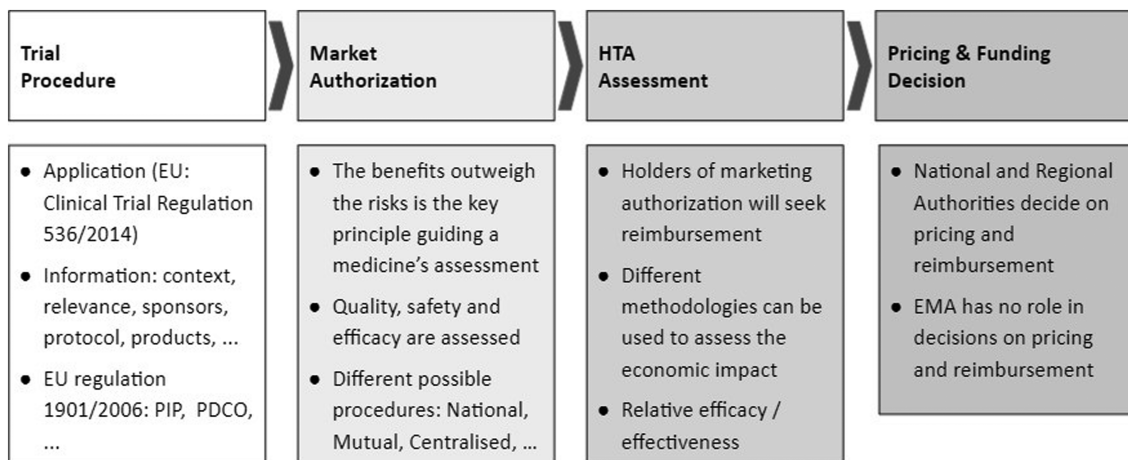 Trial
Procedure
Market
Authorization
HTA
Assessment
Pricing & Funding
Decision
● Application (EU:
Clinical Trial Regulation
536/2014)
● Information: context,
relevance, sponsors,
protocol, products, ...
● EU regulation
1901/2006: PIP, PDCO,
...
● The benefits outweigh
the risks is the key
principle guiding a
medicine’s assessment
● Quality, safety and
efficacy are assessed
● Different possible
procedures: National,
Mutual, Centralised, ...
● Holders of marketing
authorization will seek
reimbursement
● Different
methodologies can be
used to assess the
economic impact
● Relative efficacy /
effectiveness
● National and Regional
Authorities decide on
pricing and
reimbursement
● EMA has no role in
decisions on pricing
and reimbursement